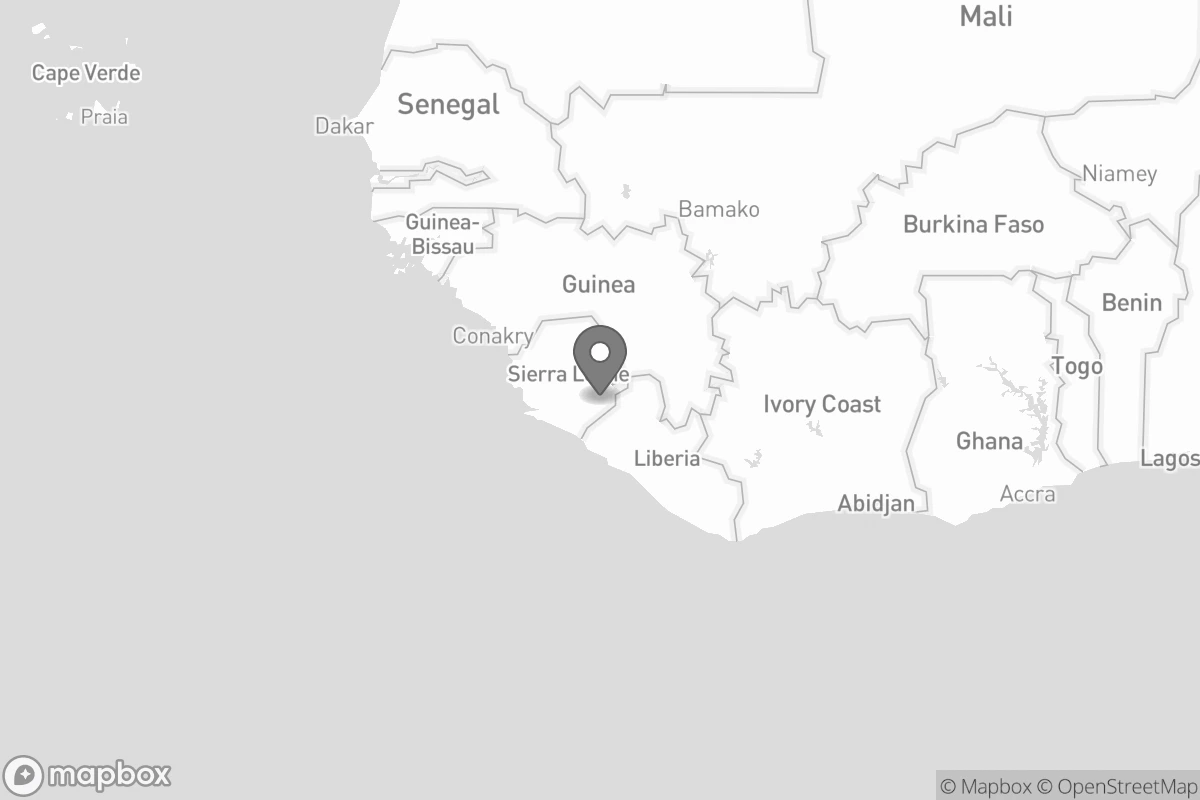 Mali
Cape Verde
Praia
Senegal
Dakar
Niamey
Bamako
Guinea-
Bissau
Burkina Faso
Guinea
Benin
Conakry
Togo
Sierra L
Ivory Coast
Ghana
Liberia
Lagos
Accra
Abidjan
mapbox
© Mapbox © OpenStreetMap